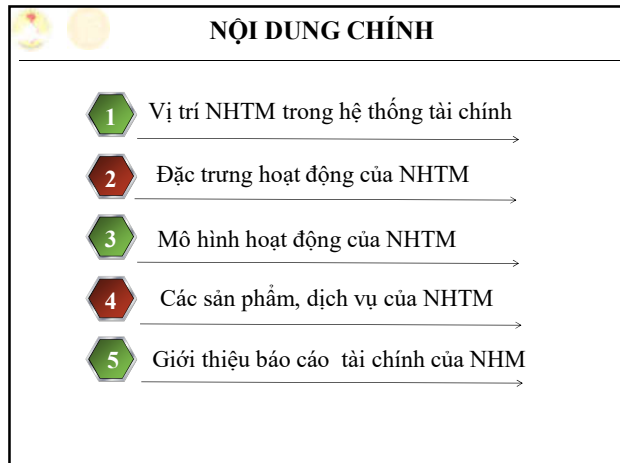 NỘI DUNG CHÍNH
1 Vị trí NHTM trong hệ thống tài chính
2 Đặc trưng hoạt động của NHTM
3 Mô hình hoạt động của NHTM
4 Các sản phẩm, dịch vụ của NHTM
5 Giới thiệu báo cáo tài chính của NHM